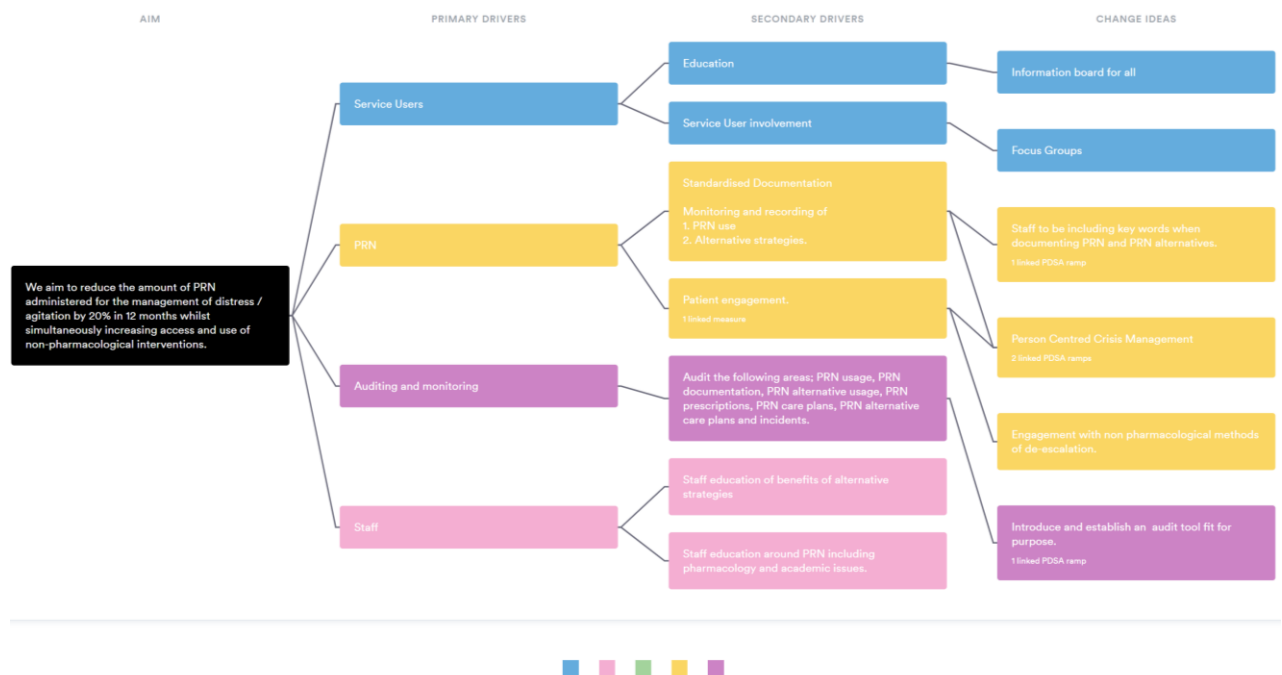 AIM
PRIMARY DRIVERS
SECONDARY DRIVERS
CHANGE IDEAS
We aim to reduce the amount of PRN
administered for the management of distress /
agitation by 20% in 12 months whilst
simultaneously increasing access and use of
non-pharmacological interventions.
Service Users
PRN
Auditing and monitoring
Staff
Education
Service User involvement
Standardised Documentation
Monitoring and recording of
1. PRN use
2. Alternative strategies.
Patient engagement.
1 linked measure
Audit the following areas; PRN usage, PRN
documentation, PRN alternative usage, PRN
prescriptions, PRN care plans, PRN alternative
care plans and incidents.
Staff education of benefits of alternative
strategies
Staff education around PRN including
pharmacology and academic issues.
Information board for all
Focus Groups
Staff to be including key words when
documenting PRN and PRN alternatives.
1 linked PDSA ramp
Person Centred Crisis Management
2 linked PDSA ramps
Engagement with non pharmacological methods
of de-escalation.
Introduce and establish an audit tool fit for
purpose.
1 linked PDSA ramp